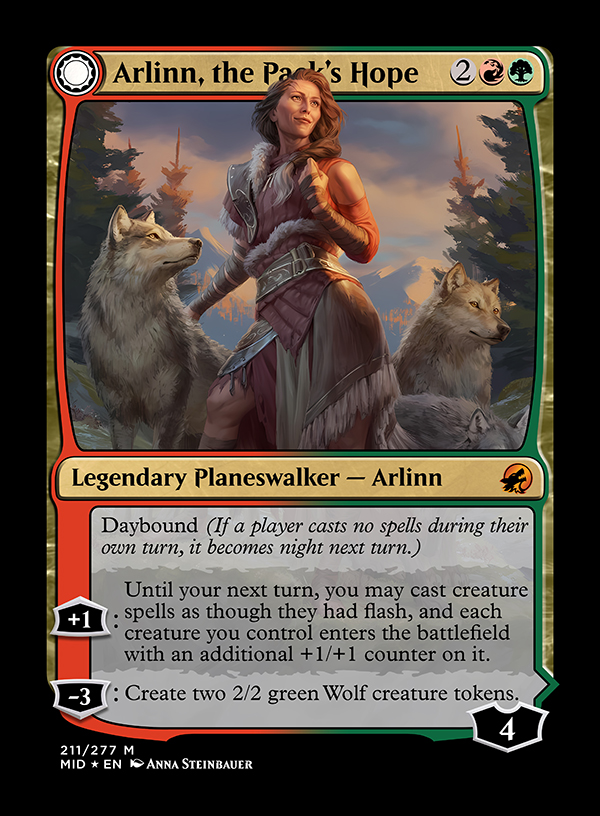 Arlinn, the Pack's Hope 2
Legendary Planeswalker — Arlinn
Daybound (If a player casts no spells during their
own turn, it becomes night next turn.)
+1: Until your next turn, you may cast creature
spells as though they had flash, and each
creature you control enters the battlefield
with an additional +1/+1 counter on it.
−3: Create two 2/2 green Wolf creature tokens.
4
211/277 M
MID ★ EN Anna Steinbauer